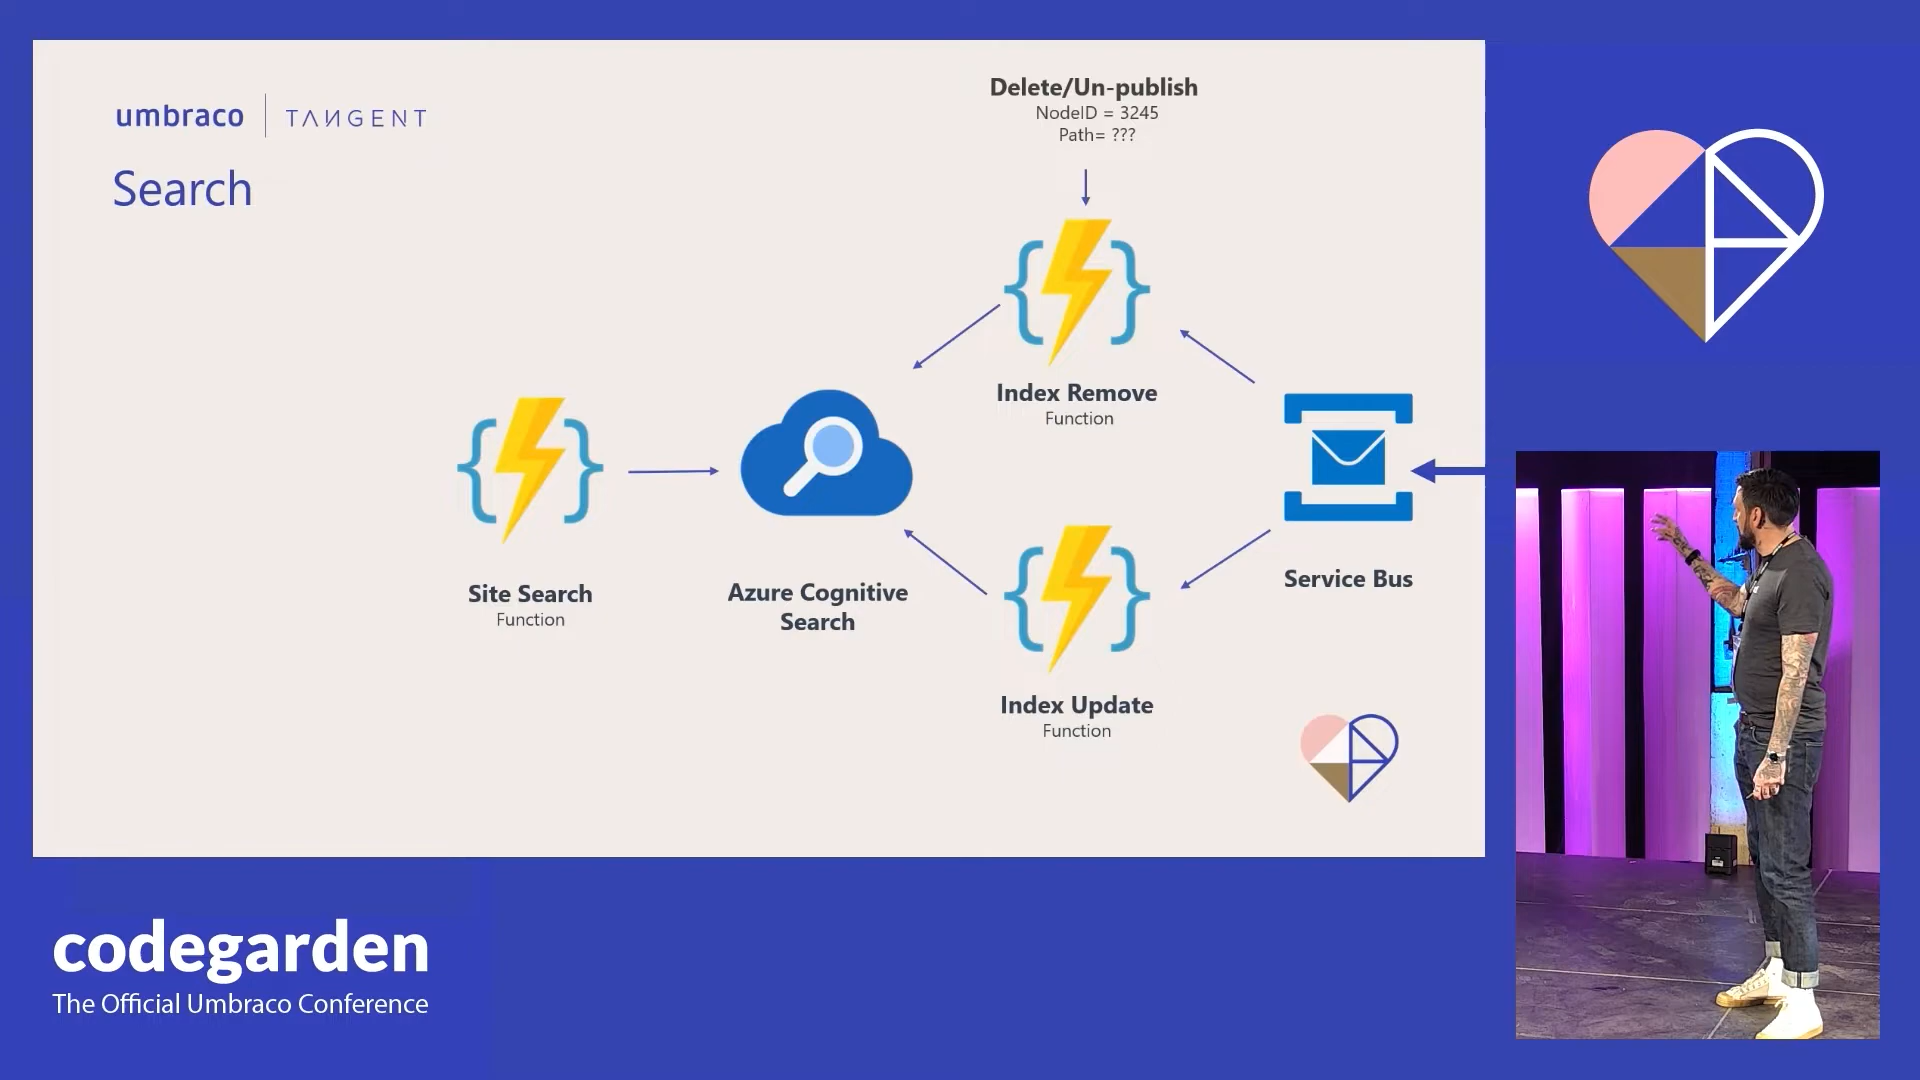 umbraco
TANGENT
Search
Delete/Un-publish
NodeID = 3245
Path= ???
Index Remove
Function
Site Search
Function
Azure Cognitive
Search
Service Bus
Index Update
Function
codegarden
The Official Umbraco Conference